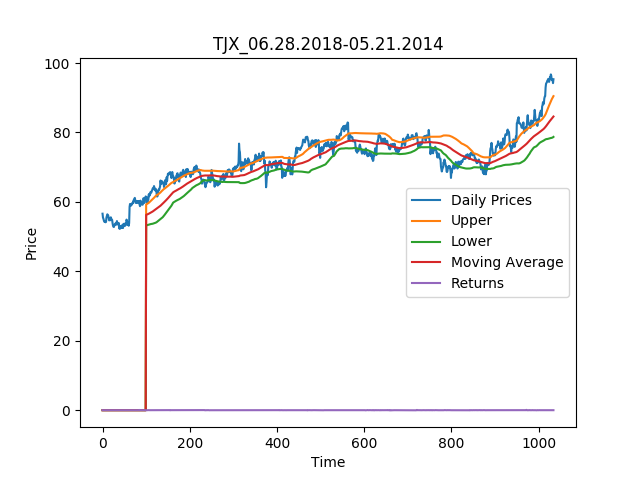 TJX_06.28.2018-05.21.2014
Price
100
80
60
40
20
0
Daily Prices
Upper
Lower
Moving Average
Returns
0 200 400 600 800 1000
Time